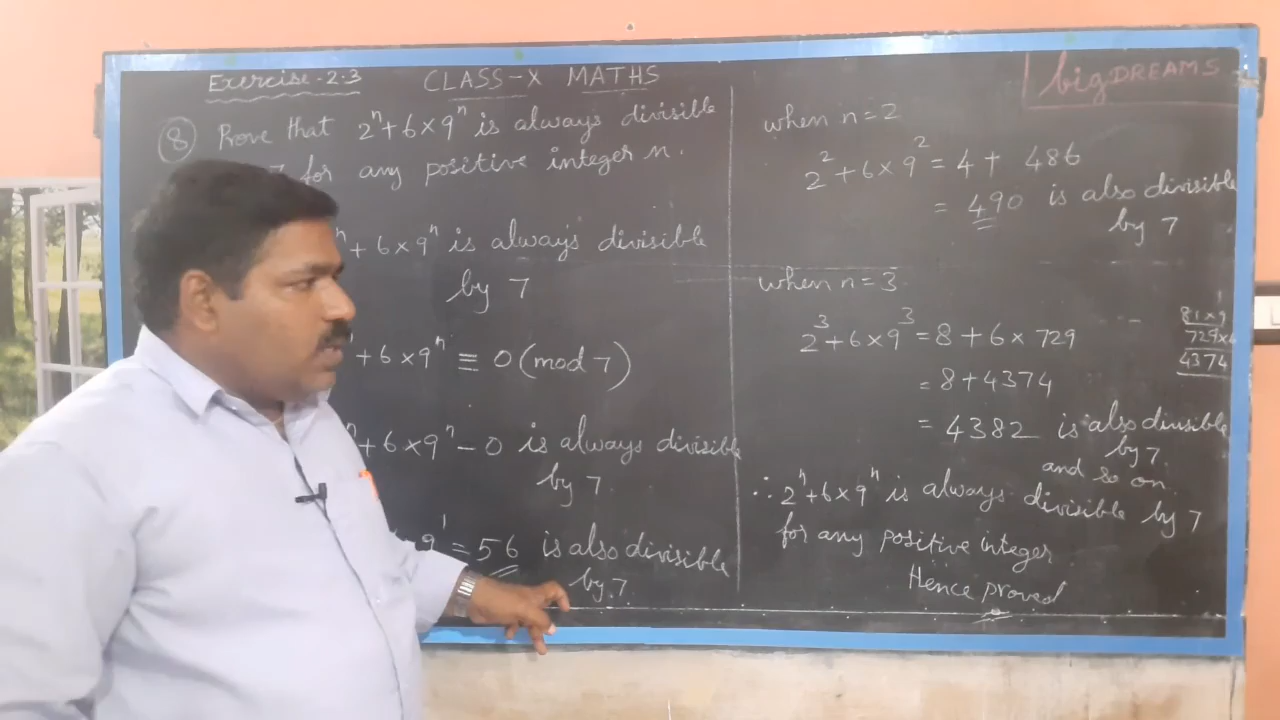 Exercise-2.3 CLASS-X MATHS
8 Prove that 2ⁿ+6×9ⁿ is always divisible
7 for any positive integer n.
ⁿ+6×9ⁿ is always divisible
by 7
ⁿ+6×9ⁿ ≡ 0(mod 7)
ⁿ+6×9ⁿ-0 is always divisible
by 7.
×9¹=56 is also divisible
by 7.
bigDREAMS
when n=2
2²+6×9²=4+ 486
= 490 is also divisible
by 7
when n=3
2³+6×9³=8+6×729
=8+4374
= 4382 is also divisible
by 7.
and so on.
∴ 2ⁿ+6×9ⁿ is always divisible by 7
for any positive integer
Hence proved
81×9
729×6
4374